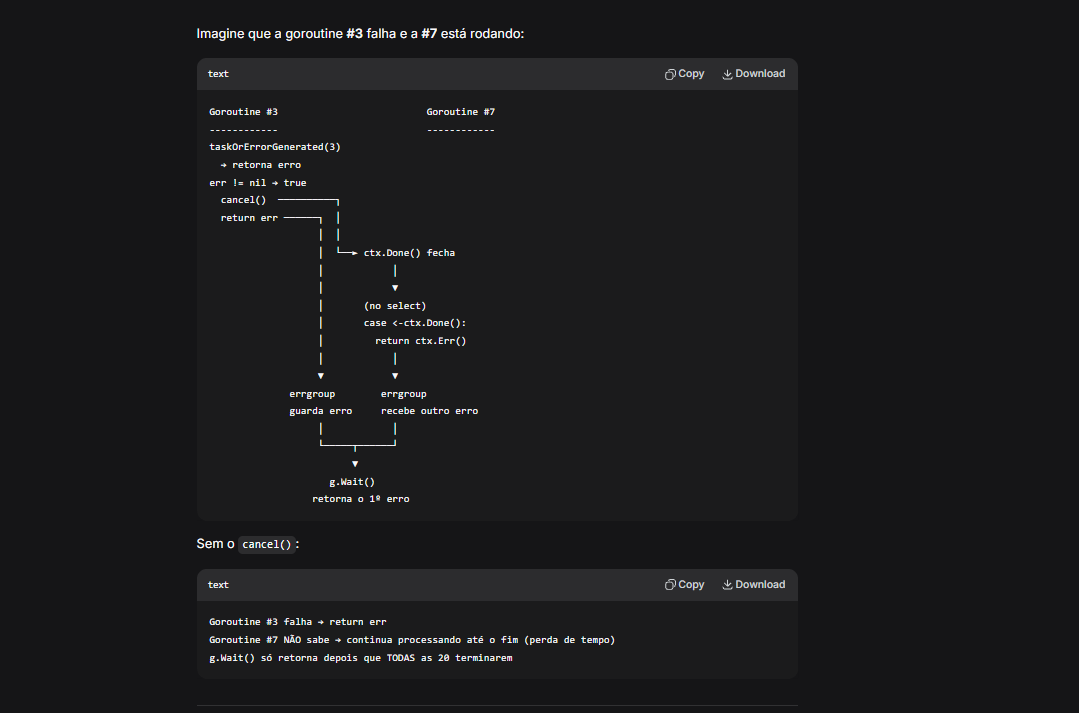 Imagine que a goroutine #3 falha e a #7 está rodando:
text Copy Download
Goroutine #3 Goroutine #7
------------ ------------
taskOrErrorGenerated(3)
→ retorna erro
err != nil → true
cancel() ──────────┐
return err ──────┐ │
│ │
│ └─► ctx.Done() fecha
│ │
│ ▼
│ (no select)
│ case <-ctx.Done():
│ return ctx.Err()
│ │
▼ ▼
errgroup errgroup
guarda erro recebe outro erro
│ │
└─────┬──────┘
▼
g.Wait()
retorna o 1º erro
Sem o cancel():
text Copy Download
Goroutine #3 falha → return err
Goroutine #7 NÃO sabe → continua processando até o fim (perda de tempo)
g.Wait() só retorna depois que TODAS as 20 terminarem